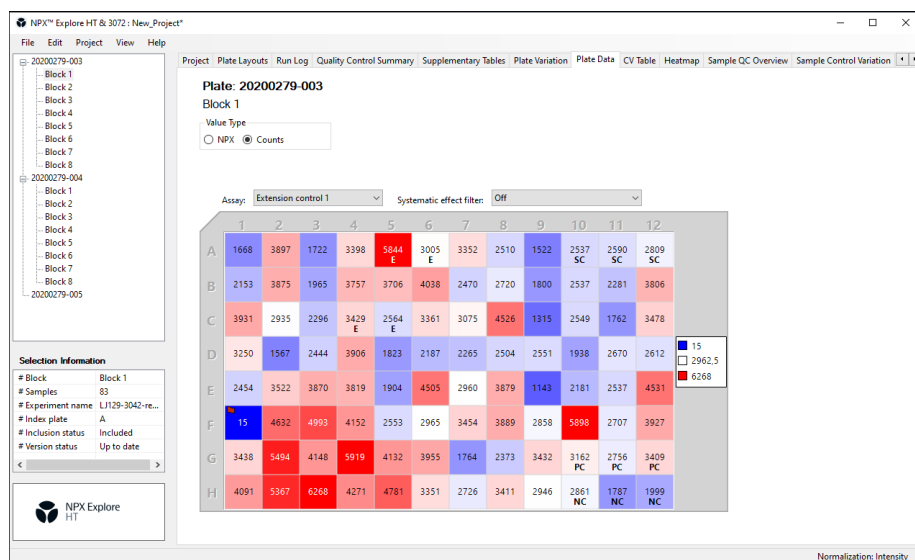 NPX™ Explore HT & 3072 : New_Project*
File Edit Project View Help
20200279-003
Block 1
Block 2
Block 3
Block 4
Block 5
Block 6
Block 7
Block 8
20200279-004
Block 1
Block 2
Block 3
Block 4
Block 5
Block 6
Block 7
Block 8
20200279-005
Selection Information
# Block Block 1
# Samples 83
# Experiment name LJ129-3042-re...
# Index plate A
# Inclusion status Included
# Version status Up to date
NPX Explore
HT
Project Plate Layouts Run Log Quality Control Summary Supplementary Tables Plate Variation Plate Data CV Table Heatmap Sample QC Overview Sample Control Variation
Plate: 20200279-003
Block 1
Value Type
NPX Counts
Assay: Extension control 1 Systematic effect filter: Off
1 2 3 4 5 6 7 8 9 10 11 12
A 1668 3897 1722 3398 5844 3005 3352 2510 1522 2537 2590 2809
E E SC SC SC
B 2153 3875 1965 3757 3706 4038 2470 2720 1800 2537 2281 3806
C 3931 2935 2296 3429 2564 3361 3075 4526 1315 2549 1762 3478
E E
D 3250 1567 2444 3906 1823 2187 2265 2504 2551 1938 2670 2612
E 2454 3522 3870 3819 1904 4505 2960 3879 1143 2181 2537 4531
F 15 4632 4993 4152 2553 2965 3454 3889 2858 5898 2707 3927
G 3438 5494 4148 5919 4132 3955 1764 2373 3432 3162 2756 3409
PC PC PC
H 4091 5367 6268 4271 4781 3351 2726 3411 2946 2861 1787 1999
NC NC NC
15
2962,5
6268
Normalization: Intensity